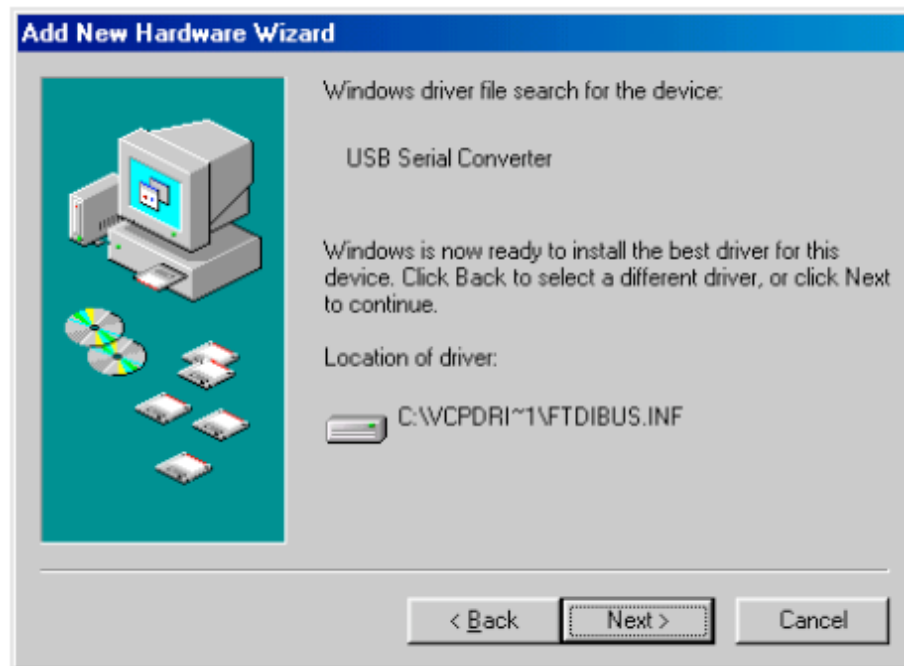 Add New Hardware Wizard
Windows driver file search for the device:
USB Serial Converter
Windows is now ready to install the best driver for this
device. Click Back to select a different driver, or click Next
to continue.
Location of driver:
C:\VCPDRI~1\FTDIBUS.INF
< Back
Next >
Cancel